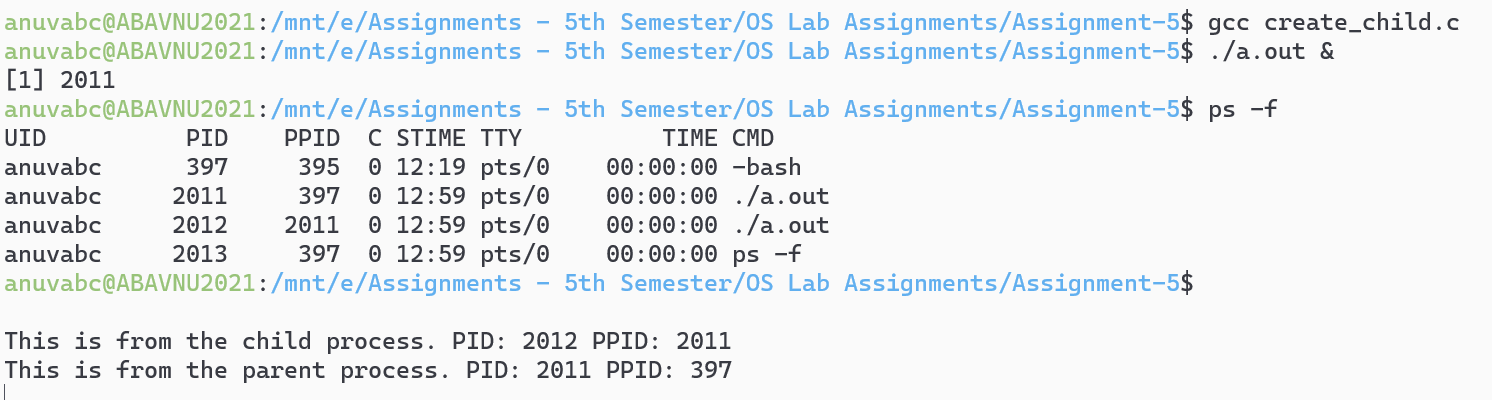 anuvabc@ABAVNU2021:/mnt/e/Assignments - 5th Semester/OS Lab Assignments/Assignment-5$ gcc create_child.c
anuvabc@ABAVNU2021:/mnt/e/Assignments - 5th Semester/OS Lab Assignments/Assignment-5$ ./a.out &
[1] 2011
anuvabc@ABAVNU2021:/mnt/e/Assignments - 5th Semester/OS Lab Assignments/Assignment-5$ ps -f
UID          PID    PPID  C STIME TTY          TIME CMD
anuvabc      397     395  0 12:19 pts/0    00:00:00 -bash
anuvabc     2011     397  0 12:59 pts/0    00:00:00 ./a.out
anuvabc     2012    2011  0 12:59 pts/0    00:00:00 ./a.out
anuvabc     2013     397  0 12:59 pts/0    00:00:00 ps -f
anuvabc@ABAVNU2021:/mnt/e/Assignments - 5th Semester/OS Lab Assignments/Assignment-5$
This is from the child process. PID: 2012 PPID: 2011
This is from the parent process. PID: 2011 PPID: 397